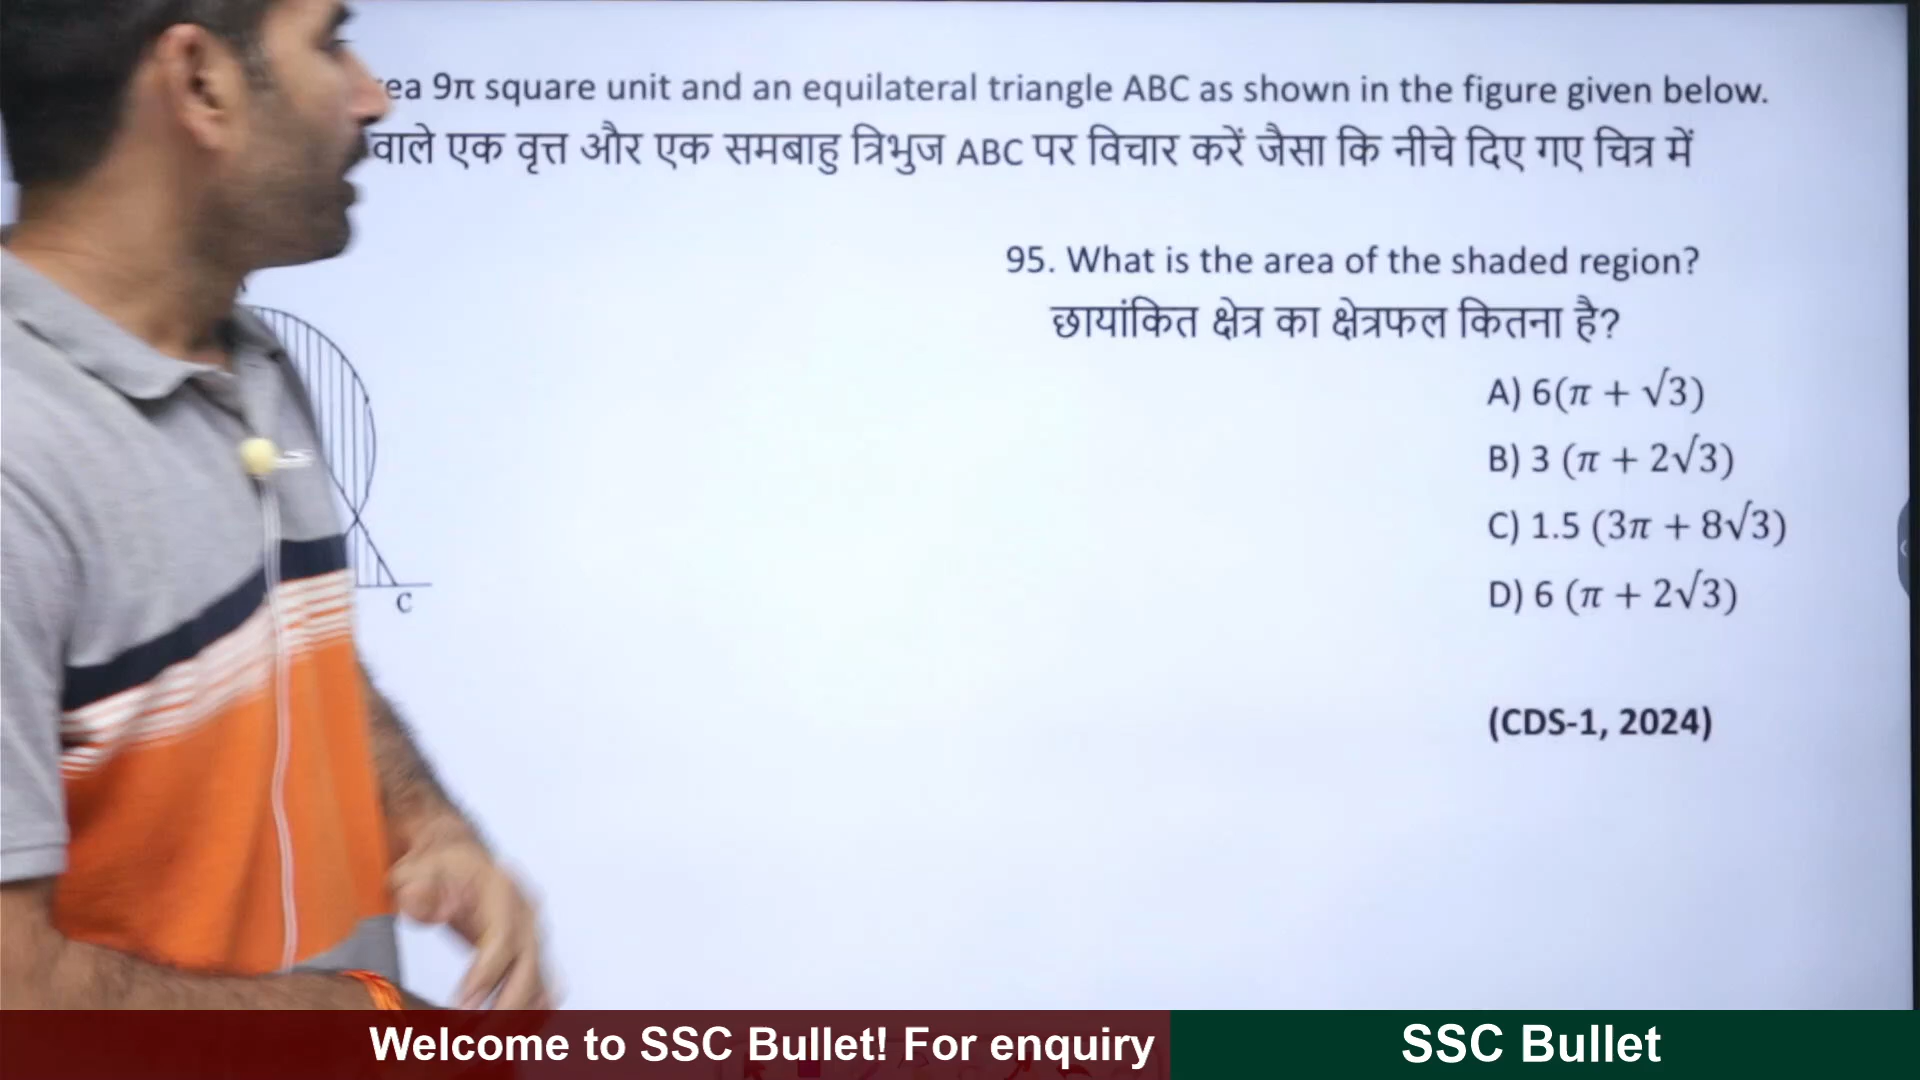 9π square unit and an equilateral triangle ABC as shown in the figure given below.
वाले एक वृत्त और एक समबाहु त्रिभुज ABC पर विचार करें जैसा कि नीचे दिए गए चित्र में
95. What is the area of the shaded region?
छायांकित क्षेत्र का क्षेत्रफल कितना है?
A) 6(π + √3)
B) 3 (π + 2√3)
C) 1.5 (3π + 8√3)
D) 6 (π + 2√3)
C
(CDS-1, 2024)
Welcome to SSC Bullet! For enquiry
SSC Bullet